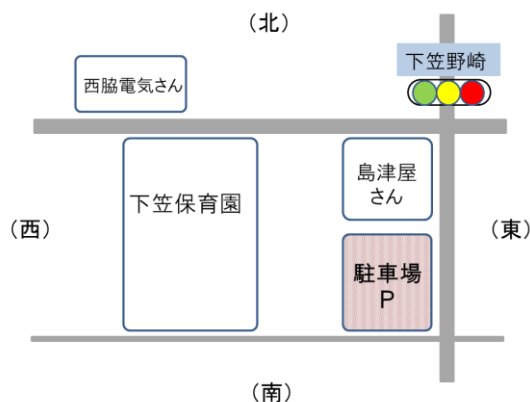 （北）
下笠野崎
西脇電気さん
島津屋
さん
下笠保育園
（西）
（東）
駐車場
P
（南）